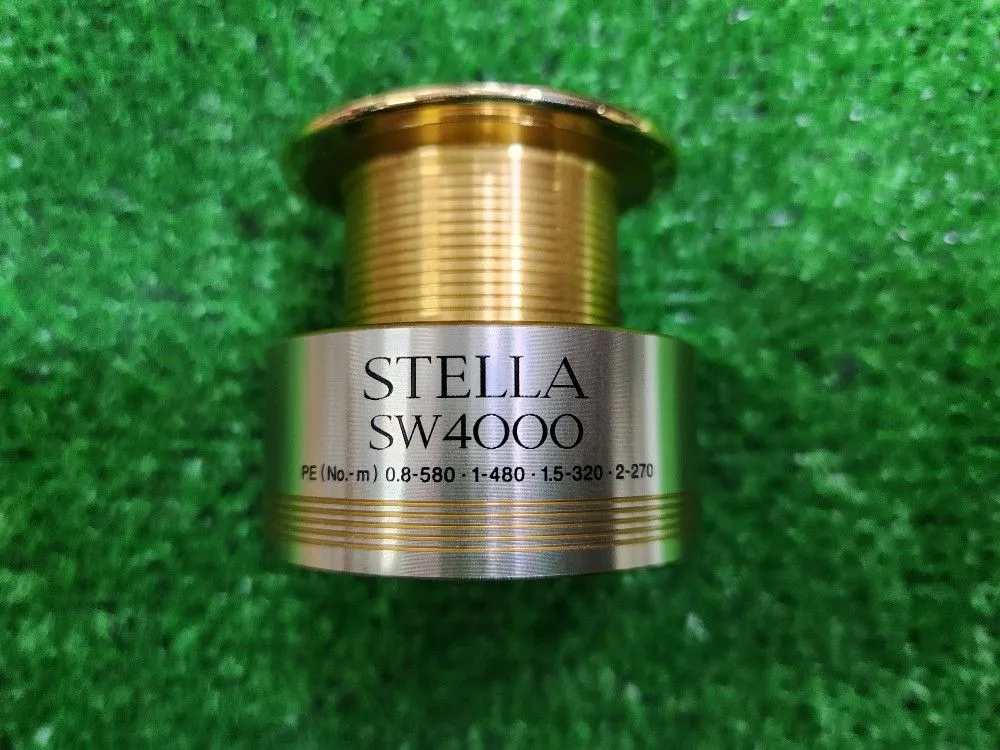 STELLA
SW4000
PE (No.-m) 0.8-580 · 1-480 · 1.5-320 · 2-270